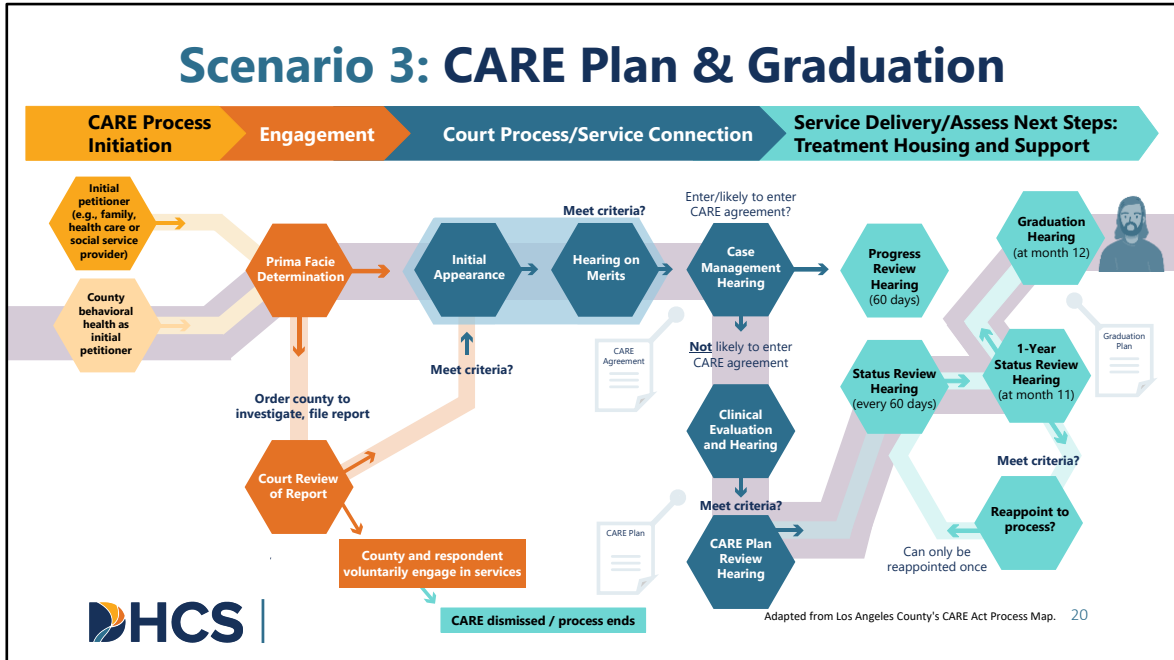 Scenario 3: CARE Plan & Graduation
CARE Process
Initiation
Engagement
Court Process/Service Connection
Service Delivery/Assess Next Steps:
Treatment Housing and Support
Initial
petitioner
(e.g., family,
health care or
social service
provider)
County
behavioral
health as
initial
petitioner
Prima Facie
Determination
Order county to
investigate, file report
Court Review
of Report
County and respondent
voluntarily engage in services
CARE dismissed / process ends
Initial
Appearance
Meet criteria?
Meet criteria?
Hearing on
Merits
Enter/likely to enter
CARE agreement?
Case
Management
Hearing
CARE
Agreement
Not likely to enter
CARE agreement
Clinical
Evaluation
and Hearing
Meet criteria?
CARE Plan
CARE Plan
Review
Hearing
Progress
Review
Hearing
(60 days)
Status Review
Hearing
(every 60 days)
1-Year
Status Review
Hearing
(at month 11)
Graduation
Hearing
(at month 12)
Graduation
Plan
Meet criteria?
Reappoint to
process?
Can only be
reappointed once
DHCS
Adapted from Los Angeles County's CARE Act Process Map. 20